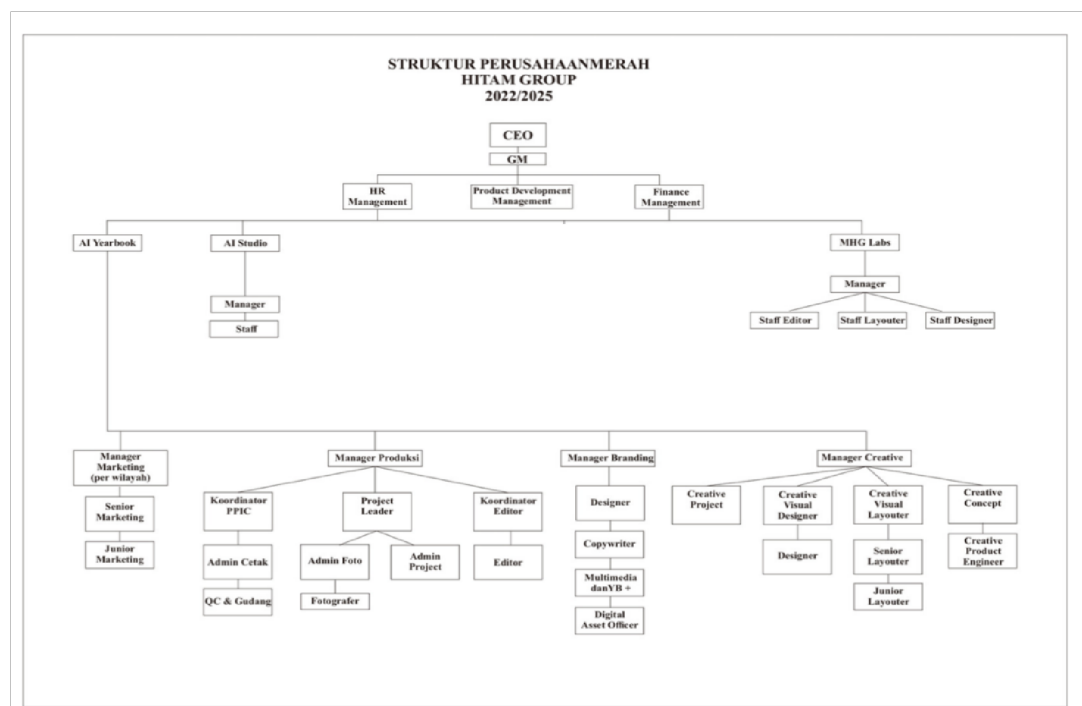 STRUKTUR PERUSAHAANMERAH
HITAM GROUP
2022/2025
CEO
GM
HR
Management
Product Development
Management
Finance
Management
AI Yearbook
AI Studio
MHG Labs
Manager
Staff
Manager
Staff Editor
Staff Layouter
Staff Designer
Manager
Marketing
(per wilayah)
Senior
Marketing
Junior
Marketing
Manager Produksi
Koordinator
PPIC
Admin Cetak
QC & Gudang
Project
Leader
Admin Foto
Fotografer
Admin
Project
Koordinator
Editor
Editor
Manager Branding
Designer
Copywriter
Multimedia
danYB +
Digital
Asset Officer
Manager Creative
Creative
Project
Creative
Visual
Designer
Designer
Creative
Visual
Layouter
Senior
Layouter
Junior
Layouter
Creative
Concept
Creative
Product
Engineer